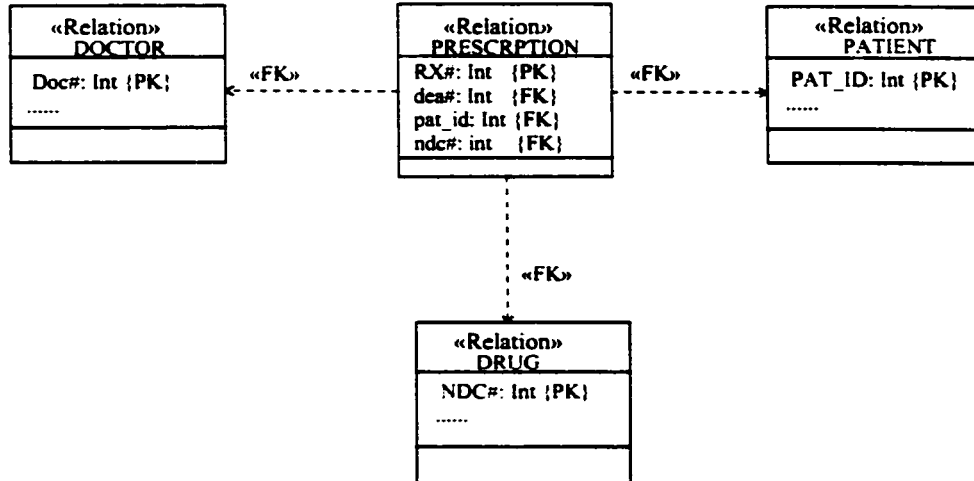 «Relation»
DOCTOR
Doc#: Int {PK}
......
«FK»
«Relation»
PRESCRPTION
RX#: Int {PK}
dea#: Int {FK}
pat_id: Int {FK}
ndc#: int {FK}
«FK»
«Relation»
PATIENT
PAT_ID: Int {PK}
......
«FK»
«Relation»
DRUG
NDC#: Int {PK}
......